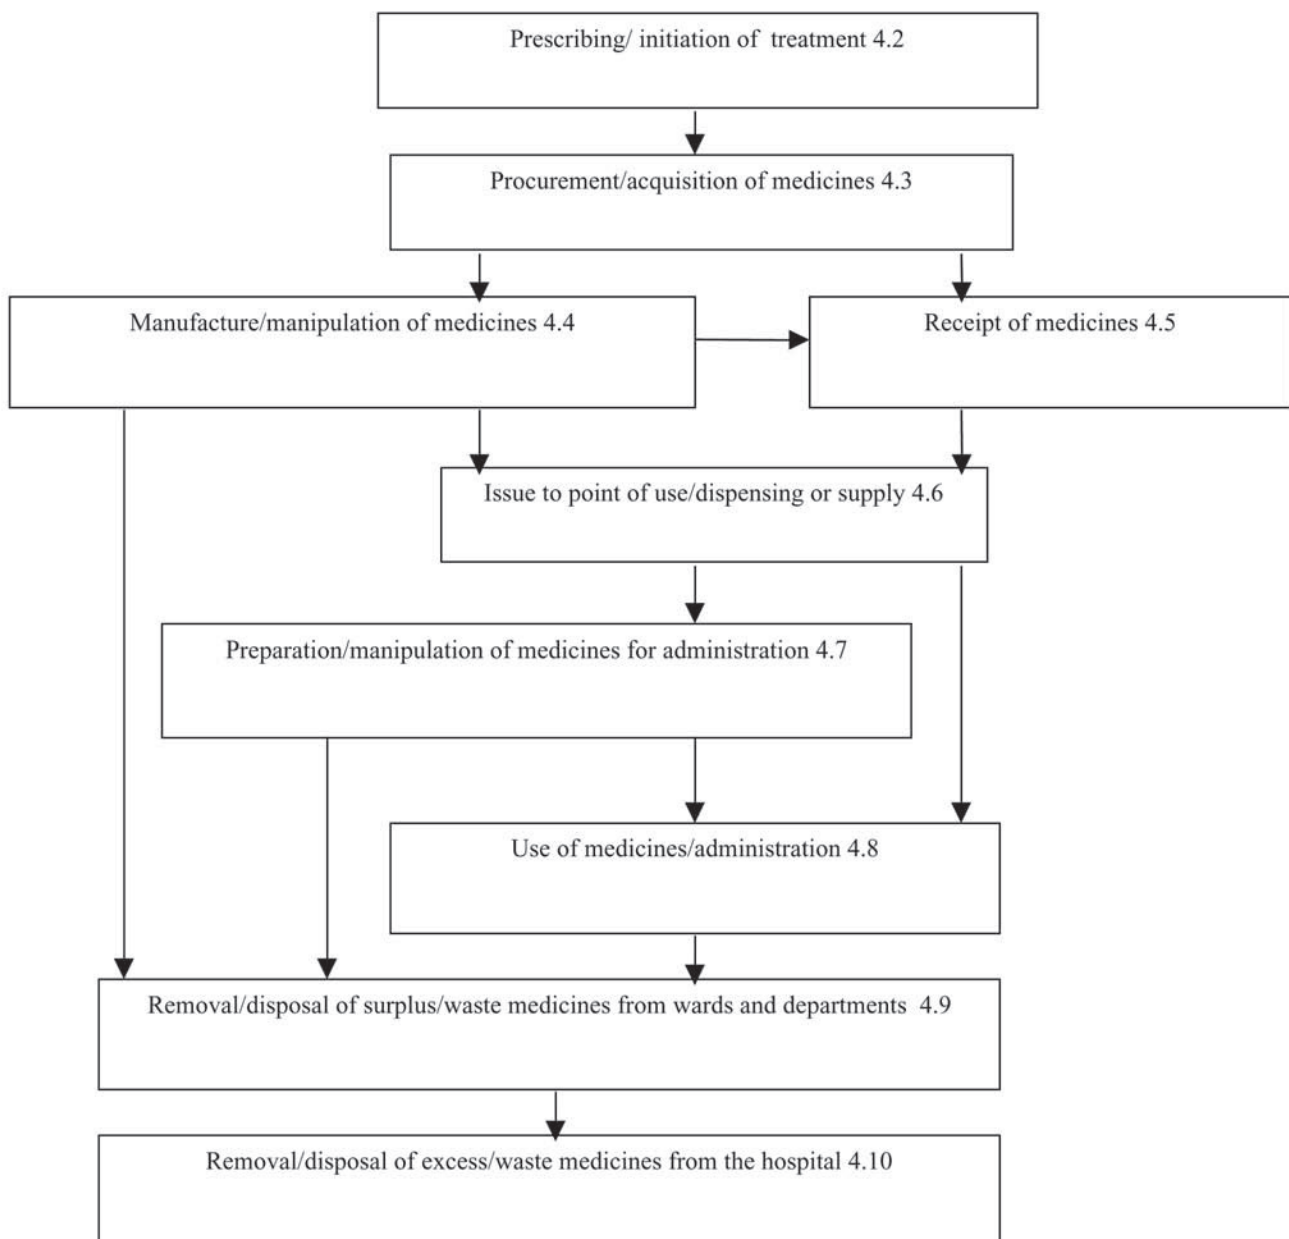 Prescribing/ initiation of  treatment 4.2
Procurement/acquisition of medicines 4.3
Manufacture/manipulation of medicines 4.4
Receipt of medicines 4.5
Issue to point of use/dispensing or supply 4.6
Preparation/manipulation of medicines for administration 4.7
Use of medicines/administration 4.8
Removal/disposal of surplus/waste medicines from wards and departments  4.9
Removal/disposal of excess/waste medicines from the hospital 4.10